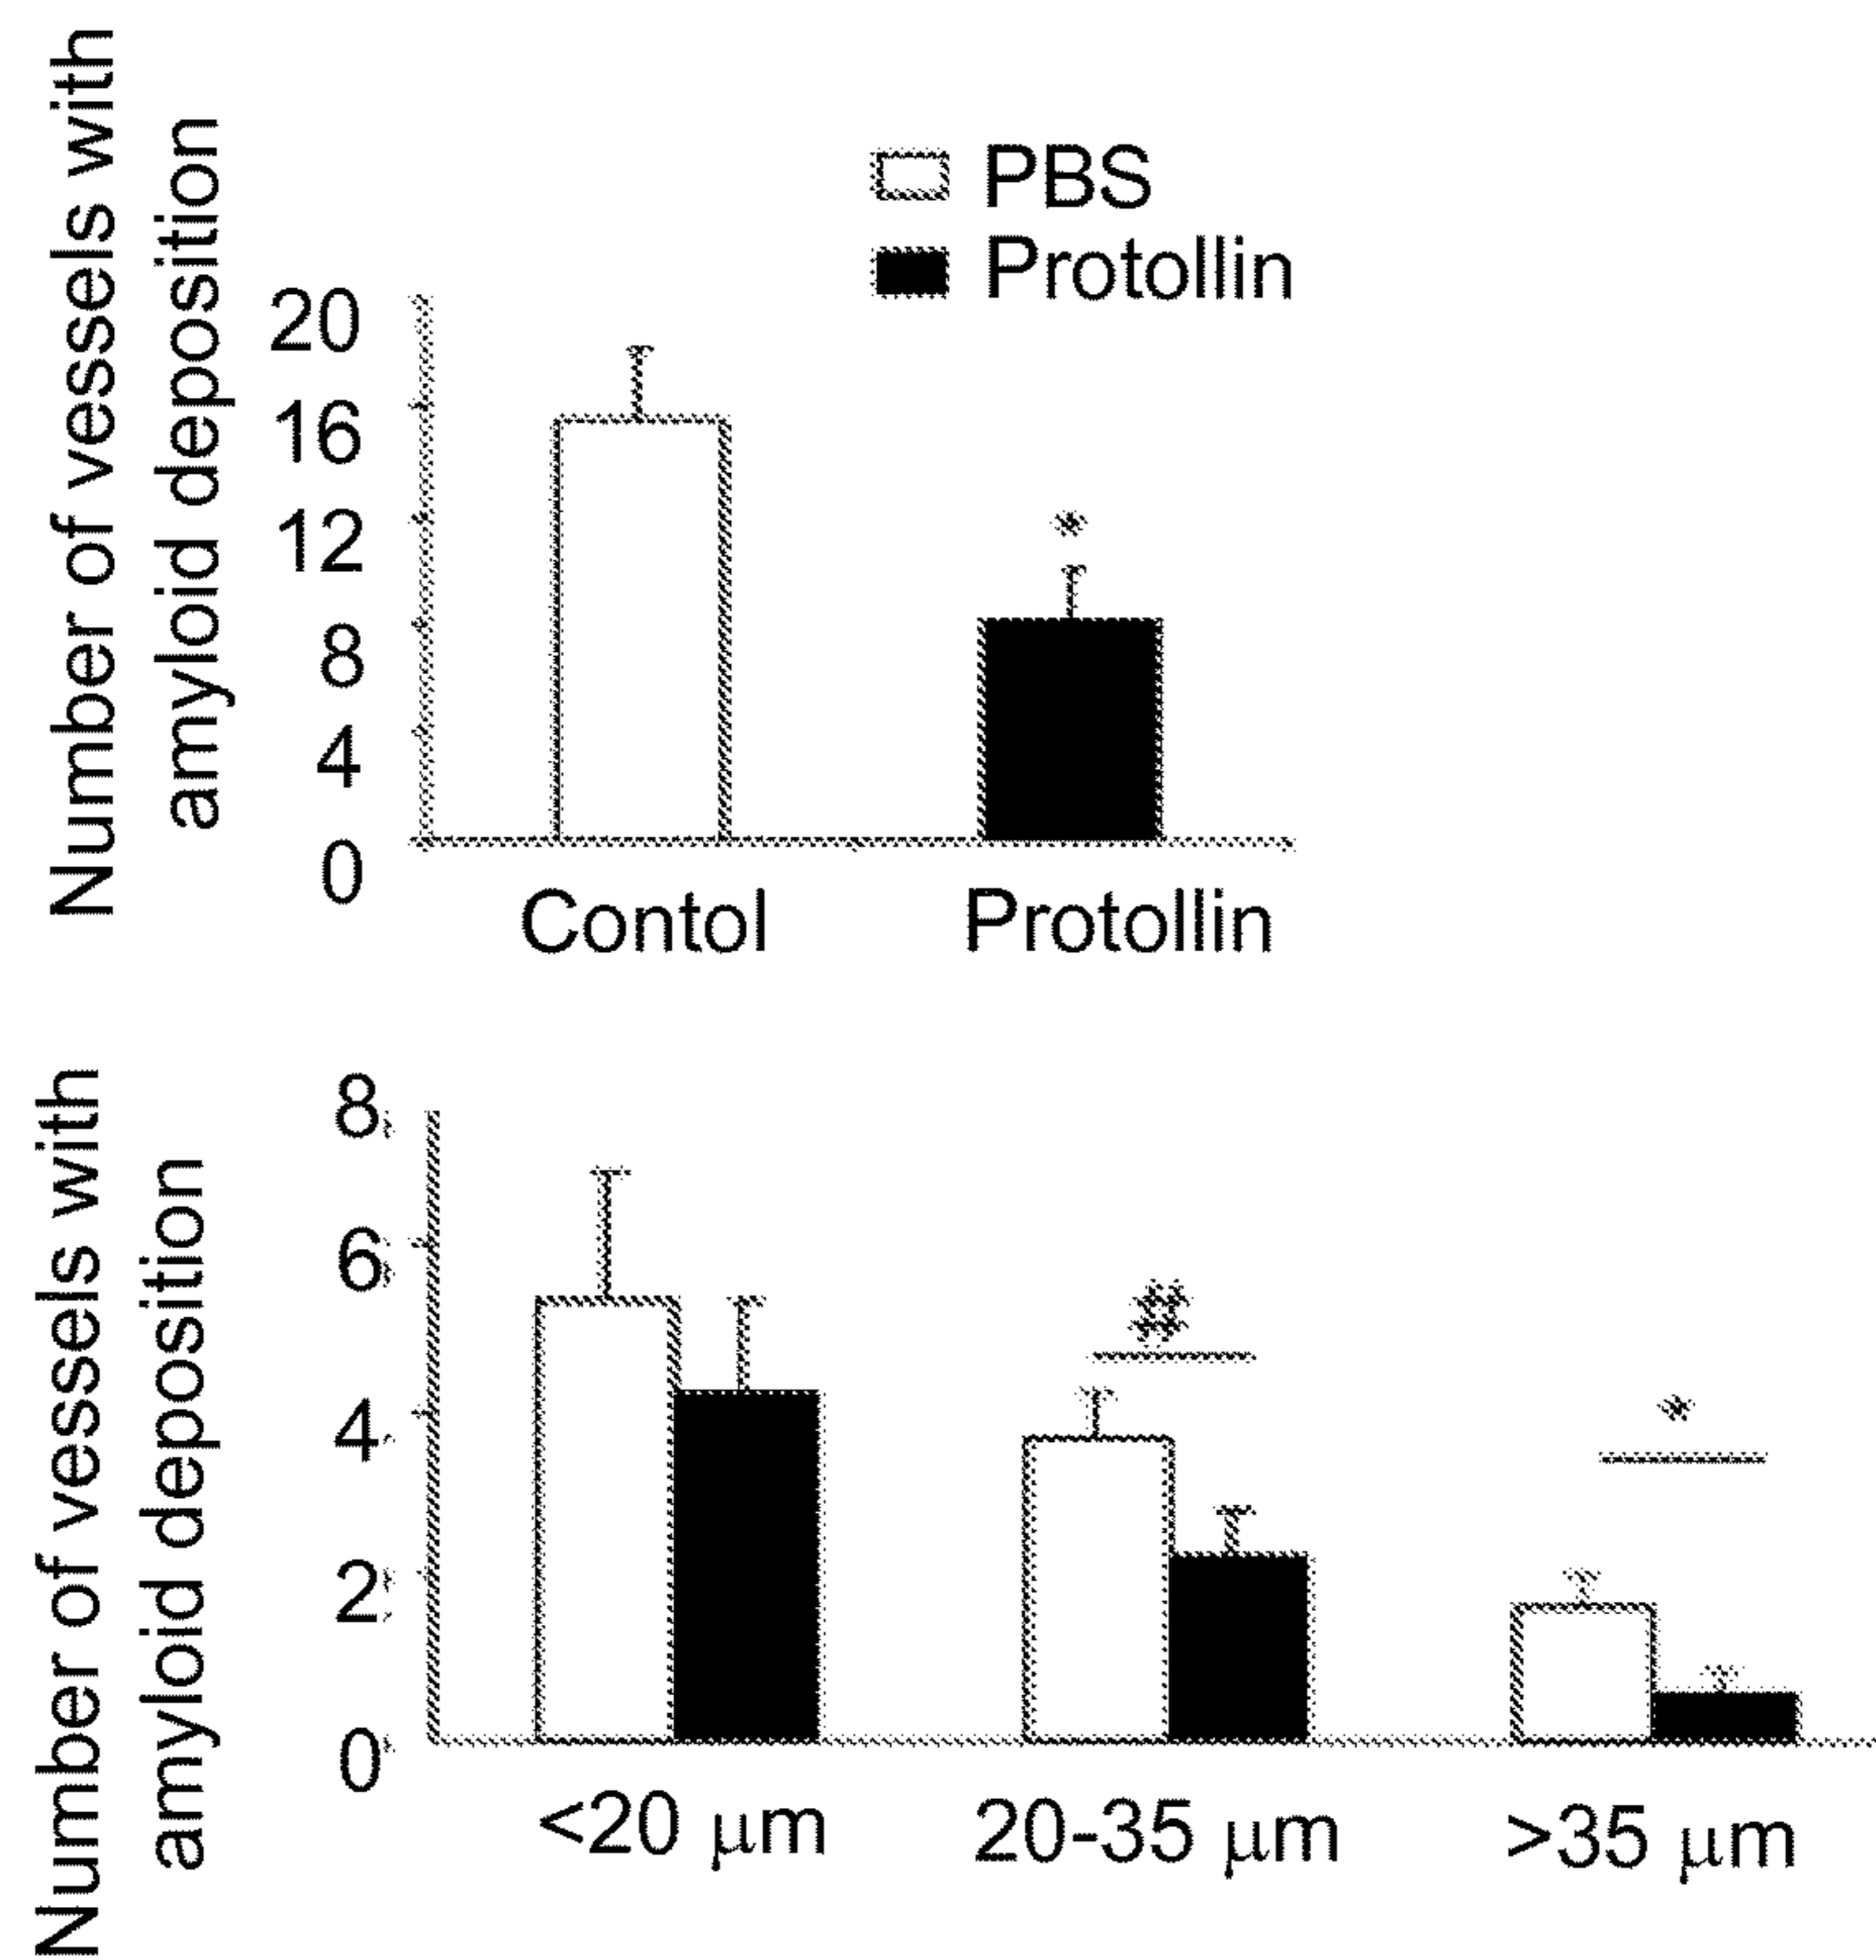 Number of vessels with
amyloid deposition
PBS
Protollin
20
16
12
8
4
0
*
Contol
Protollin
Number of vessels with
amyloid deposition
8
6
4
2
0
#
*
<20 μm
20-35 μm
>35 μm